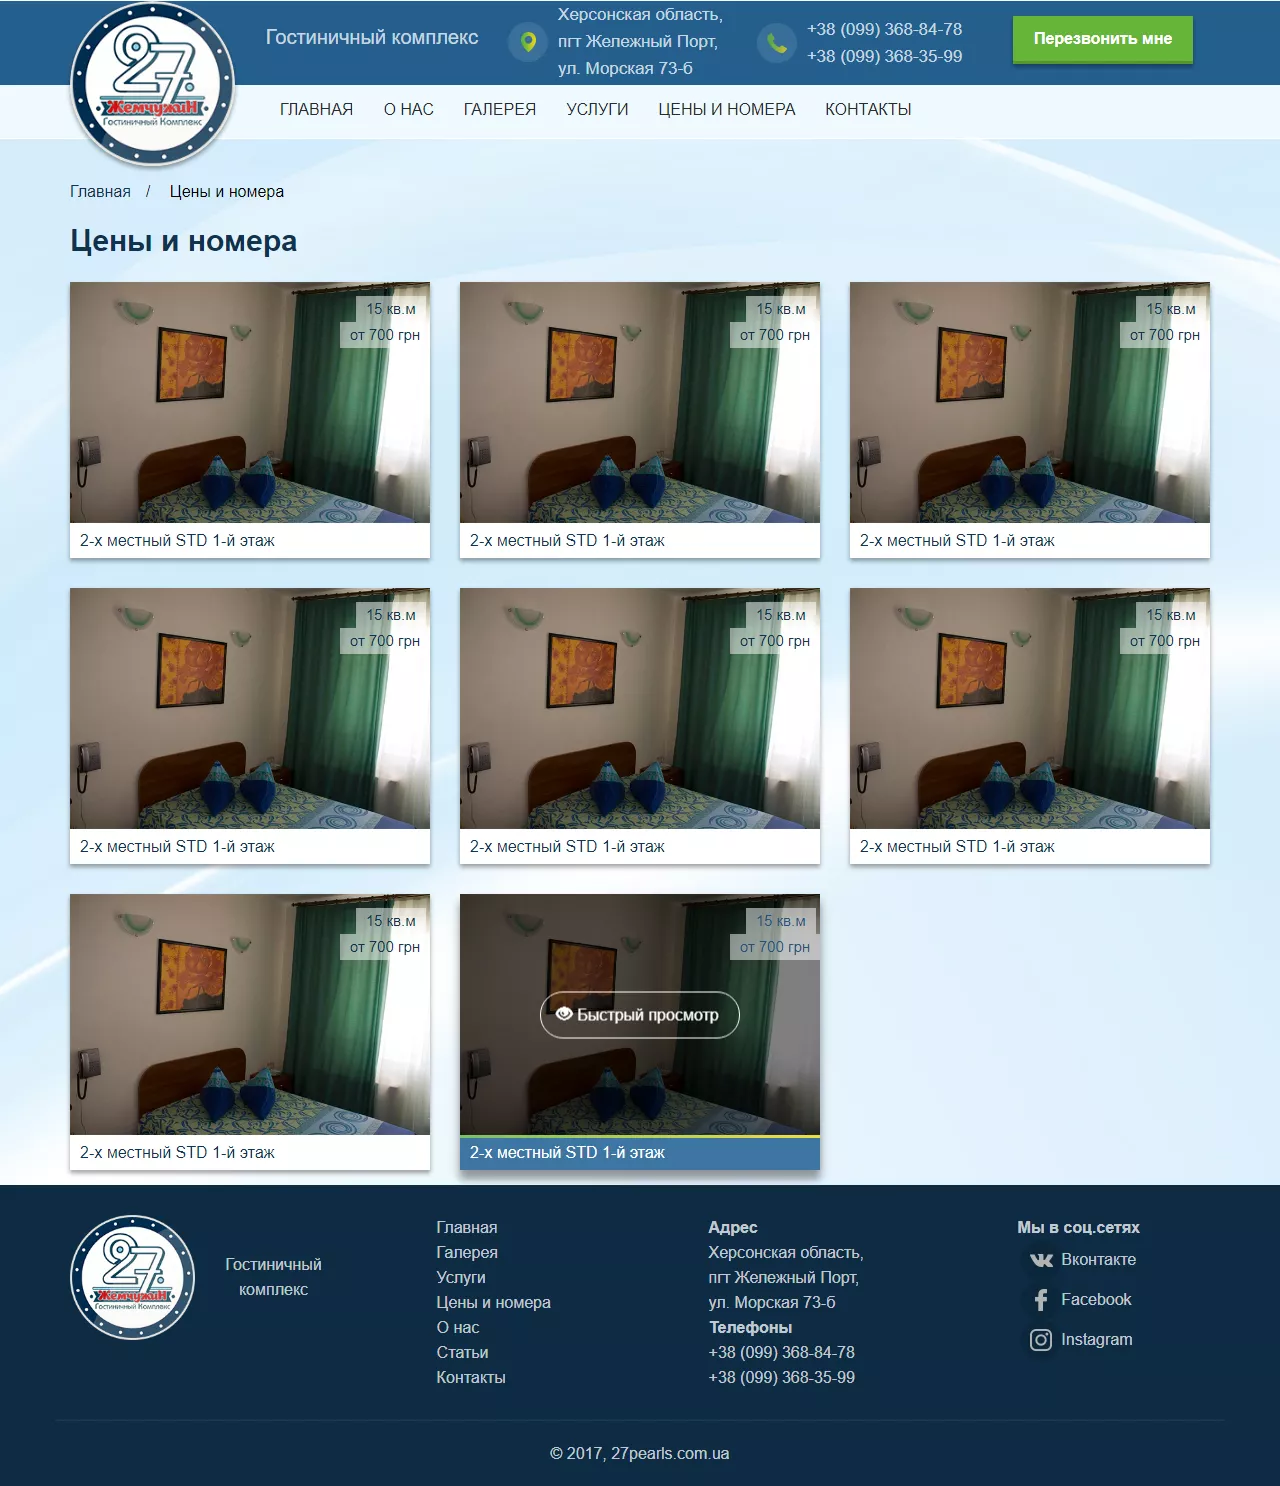 27
Жемчужин
Гостиничный Комплекс
Гостиничный комплекс
Херсонская область,
пгт Жележный Порт,
ул. Морская 73-б
+38 (099) 368-84-78
+38 (099) 368-35-99
Перезвонить мне
ГЛАВНАЯ О НАС ГАЛЕРЕЯ УСЛУГИ ЦЕНЫ И НОМЕРА КОНТАКТЫ
Главная / Цены и номера
Цены и номера
15 кв.м
от 700 грн
2-х местный STD 1-й этаж
15 кв.м
от 700 грн
2-х местный STD 1-й этаж
15 кв.м
от 700 грн
2-х местный STD 1-й этаж
15 кв.м
от 700 грн
2-х местный STD 1-й этаж
15 кв.м
от 700 грн
2-х местный STD 1-й этаж
15 кв.м
от 700 грн
2-х местный STD 1-й этаж
15 кв.м
от 700 грн
2-х местный STD 1-й этаж
15 кв.м
от 700 грн
Быстрый просмотр
2-х местный STD 1-й этаж
27
Жемчужин
Гостиничный Комплекс
Гостиничный
комплекс
Главная
Галерея
Услуги
Цены и номера
О нас
Статьи
Контакты
Адрес
Херсонская область,
пгт Жележный Порт,
ул. Морская 73-б
Телефоны
+38 (099) 368-84-78
+38 (099) 368-35-99
Мы в соц.сетях
Вконтакте
Facebook
Instagram
© 2017, 27pearls.com.ua